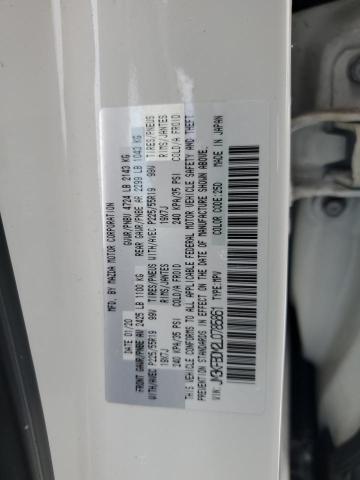 MFD. BY MAZDA MOTOR CORPORATION
01/20 GVWR/PNBV 4724 LB 2143 KG
FRONT GAWR/PNBE AV 2425 LB 1100 KG REAR GAWR/PNBE AR 2299 LB 1043 KG
WITH/AVEC P225/55R19 99V TIRES/PNEUS WITH/AVEC P225/55R19 99V TIRES/PNEUS
19X7J RIMS/JANTES 19X7J RIMS/JANTES
240 KPA/35 PSI COLD/A FROID 240 KPA/35 PSI COLD/A FROID
THIS VEHICLE CONFORMS TO ALL APPLICABLE FEDERAL MOTOR VEHICLE SAFETY AND THEFT
PREVENTION STANDARDS IN EFFECT ON THE DATE OF MANUFACTURE SHOWN ABOVE.
VIN: TYPE: MPV COLOR CODE: 25D MADE IN JAPAN